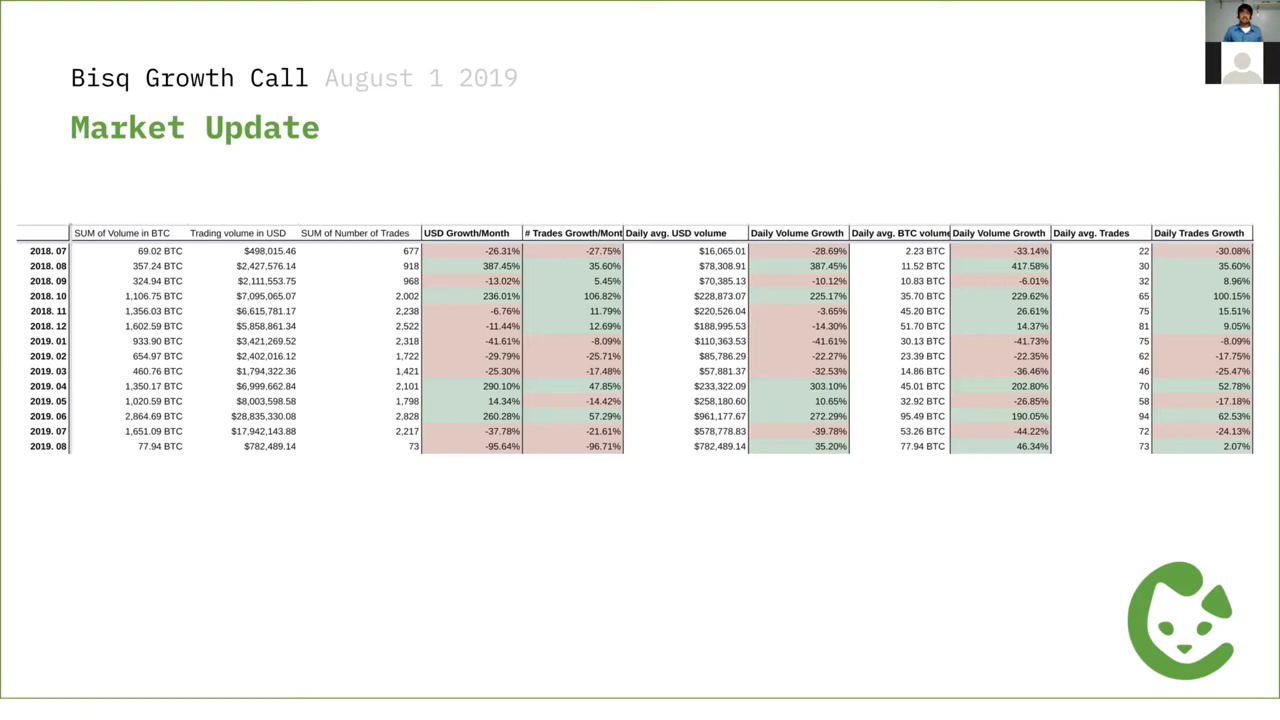 Bisq Growth Call August 1 2019
Market Update
SUM of Volume in BTC Trading volume in USD SUM of Number of Trades USD Growth/Month # Trades Growth/Mont Daily avg. USD volume Daily Volume Growth Daily avg. BTC volume Daily Volume Growth Daily avg. Trades Daily Trades Growth
2018. 07 69.02 BTC $498,015.46 677 -26.31% -27.75% $16,065.01 -28.69% 2.23 BTC -33.14% 22 -30.08%
2018. 08 357.24 BTC $2,427,576.14 918 387.45% 35.60% $78,308.91 387.45% 11.52 BTC 417.58% 30 35.60%
2018. 09 324.94 BTC $2,111,553.75 968 -13.02% 5.45% $70,385.13 -10.12% 10.83 BTC -6.01% 32 8.96%
2018. 10 1,106.75 BTC $7,095,065.07 2,002 236.01% 106.82% $228,873.07 225.17% 35.70 BTC 229.62% 65 100.15%
2018. 11 1,356.03 BTC $6,615,781.17 2,238 -6.76% 11.79% $220,526.04 -3.65% 45.20 BTC 26.61% 75 15.51%
2018. 12 1,602.59 BTC $5,858,861.34 2,522 -11.44% 12.69% $188,995.53 -14.30% 51.70 BTC 14.37% 81 9.05%
2019. 01 933.90 BTC $3,421,269.52 2,318 -41.61% -8.09% $110,363.53 -41.61% 30.13 BTC -41.73% 75 -8.09%
2019. 02 654.97 BTC $2,402,016.12 1,722 -29.79% -25.71% $85,786.29 -22.27% 23.39 BTC -22.35% 62 -17.75%
2019. 03 460.76 BTC $1,794,322.36 1,421 -25.30% -17.48% $57,881.37 -32.53% 14.86 BTC -36.46% 46 -25.47%
2019. 04 1,350.17 BTC $6,999,662.84 2,101 290.10% 47.85% $233,322.09 303.10% 45.01 BTC 202.80% 70 52.78%
2019. 05 1,020.59 BTC $8,003,598.58 1,798 14.34% -14.42% $258,180.60 10.65% 32.92 BTC -26.85% 58 -17.18%
2019. 06 2,864.69 BTC $28,835,330.08 2,828 260.28% 57.29% $961,177.67 272.29% 95.49 BTC 190.05% 94 62.53%
2019. 07 1,651.09 BTC $17,942,143.88 2,217 -37.78% -21.61% $578,778.83 -39.78% 53.26 BTC -44.22% 72 -24.13%
2019. 08 77.94 BTC $782,489.14 73 -95.64% -96.71% $782,489.14 35.20% 77.94 BTC 46.34% 73 2.07%